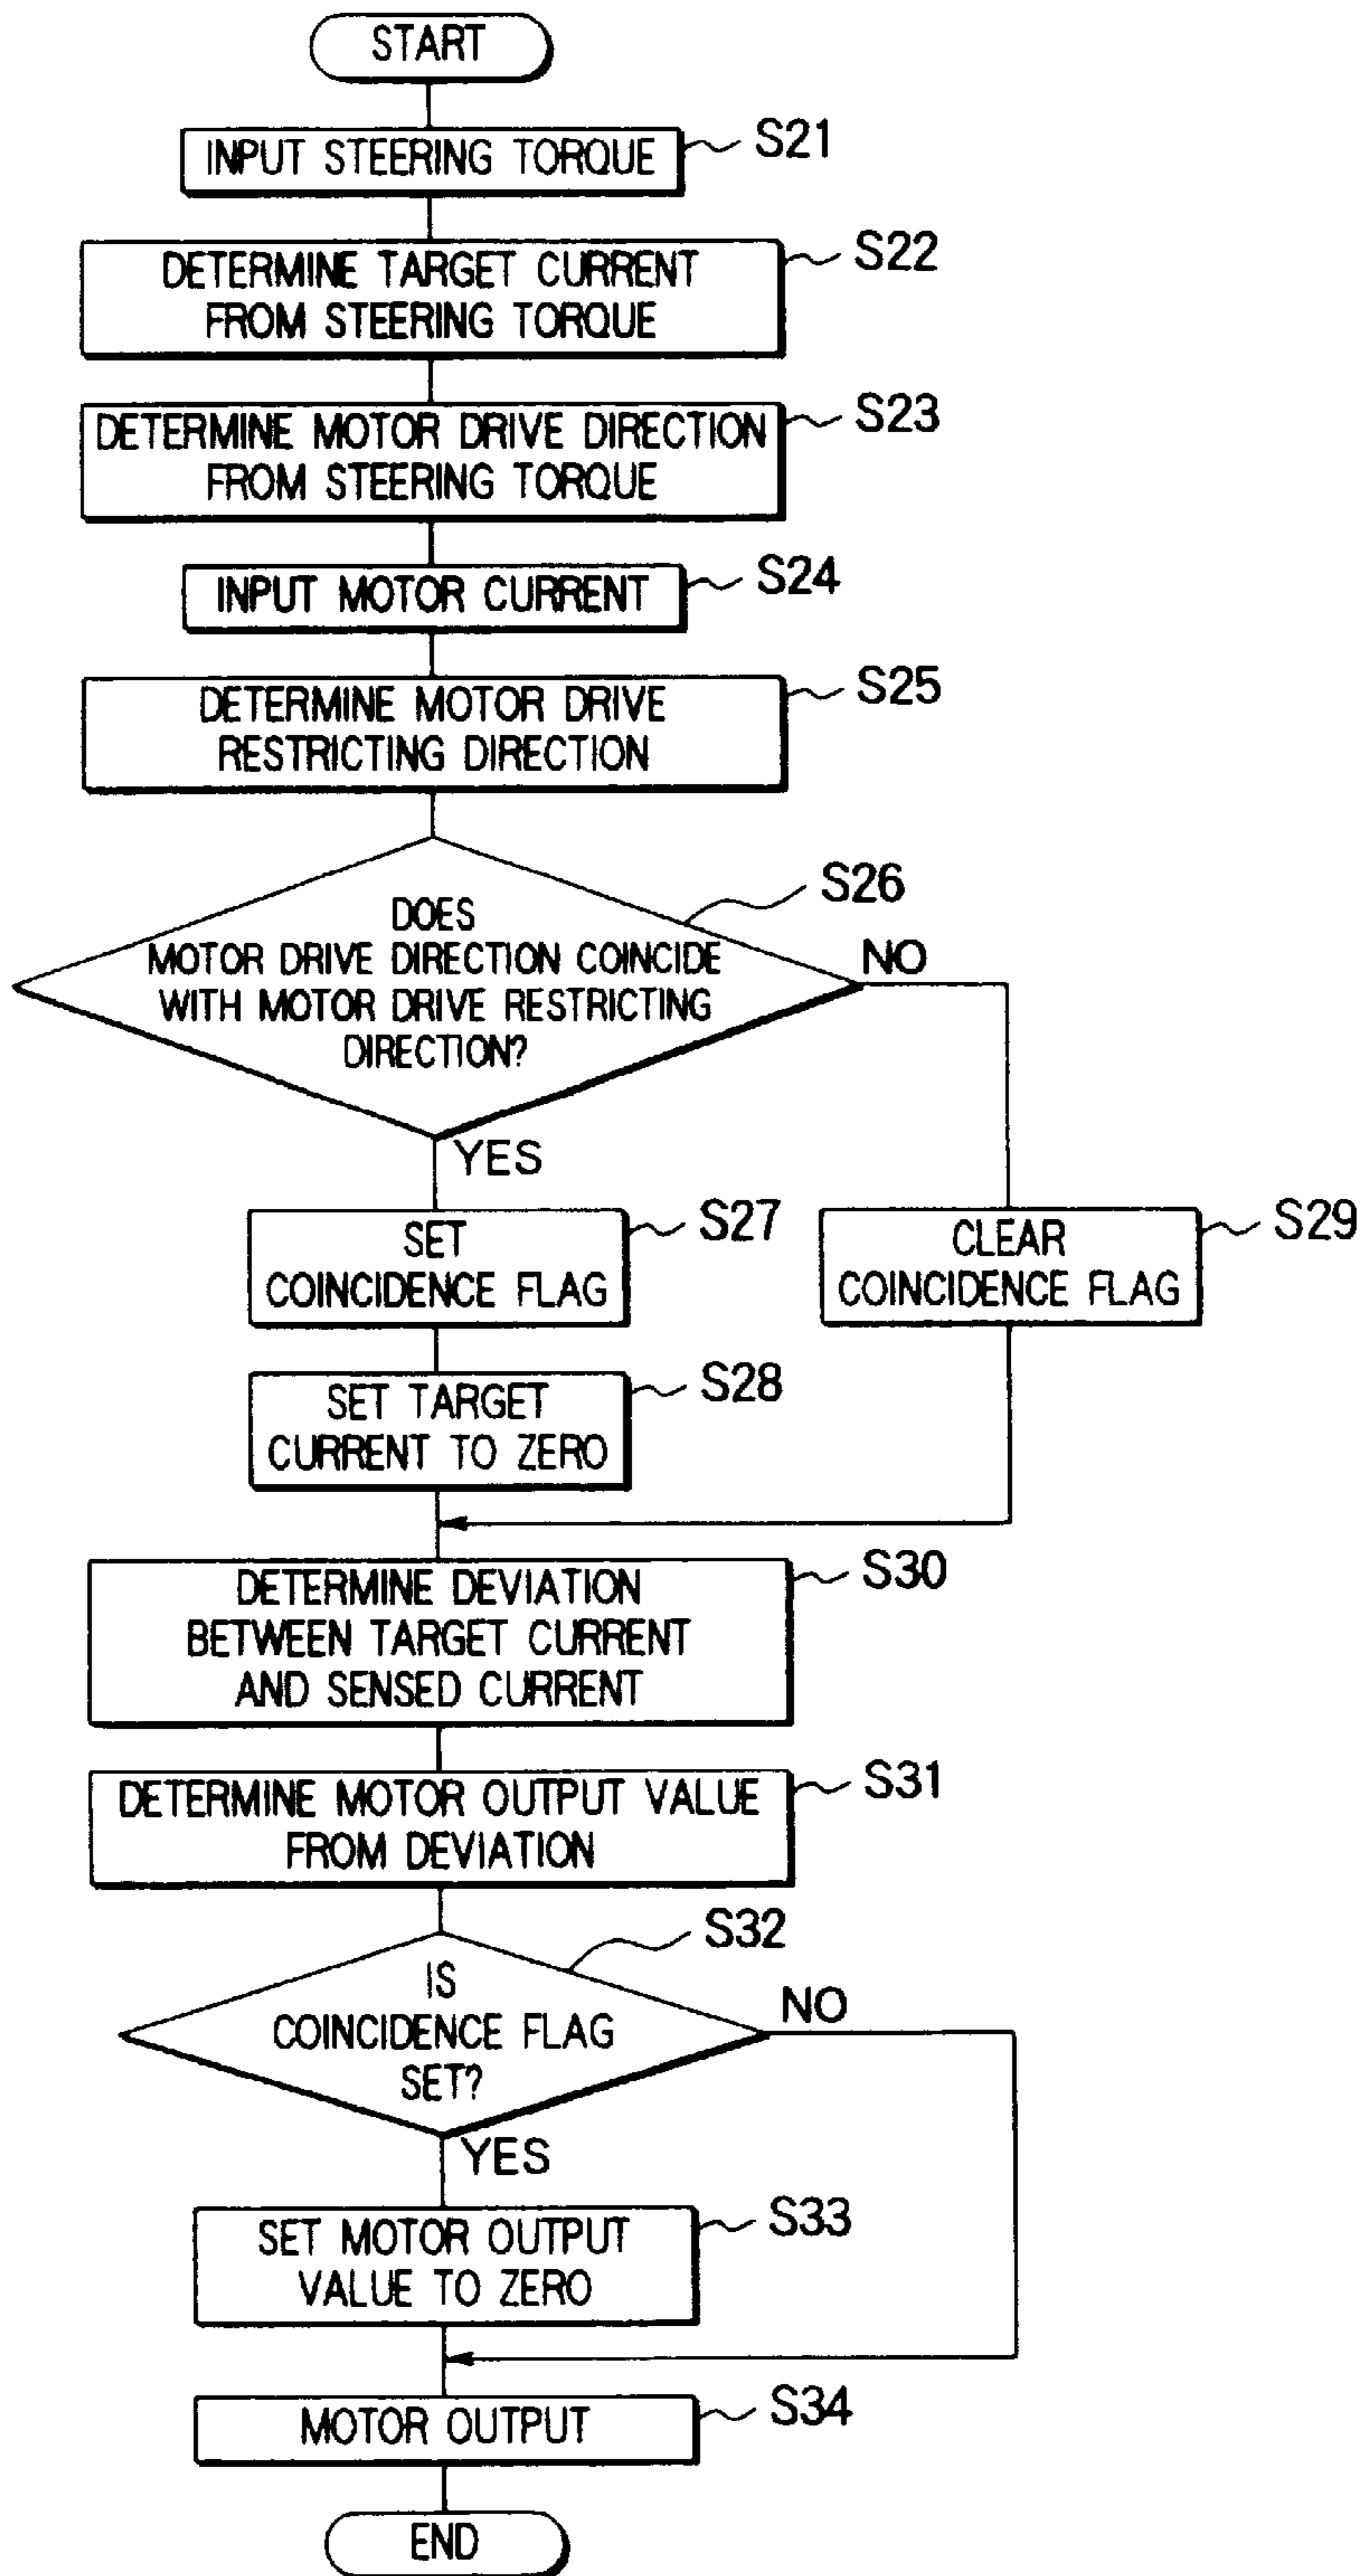 START
INPUT STEERING TORQUE
S21
DETERMINE TARGET CURRENT
FROM STEERING TORQUE
S22
DETERMINE MOTOR DRIVE DIRECTION
FROM STEERING TORQUE
S23
INPUT MOTOR CURRENT
S24
DETERMINE MOTOR DRIVE
RESTRICTING DIRECTION
S25
DOES
MOTOR DRIVE DIRECTION COINCIDE
WITH MOTOR DRIVE RESTRICTING
DIRECTION?
S26
NO
YES
SET
COINCIDENCE FLAG
S27
CLEAR
COINCIDENCE FLAG
S29
SET TARGET
CURRENT TO ZERO
S28
DETERMINE DEVIATION
BETWEEN TARGET CURRENT
AND SENSED CURRENT
S30
DETERMINE MOTOR OUTPUT VALUE
FROM DEVIATION
S31
IS
COINCIDENCE FLAG
SET?
S32
NO
YES
SET MOTOR OUTPUT
VALUE TO ZERO
S33
MOTOR OUTPUT
S34
END